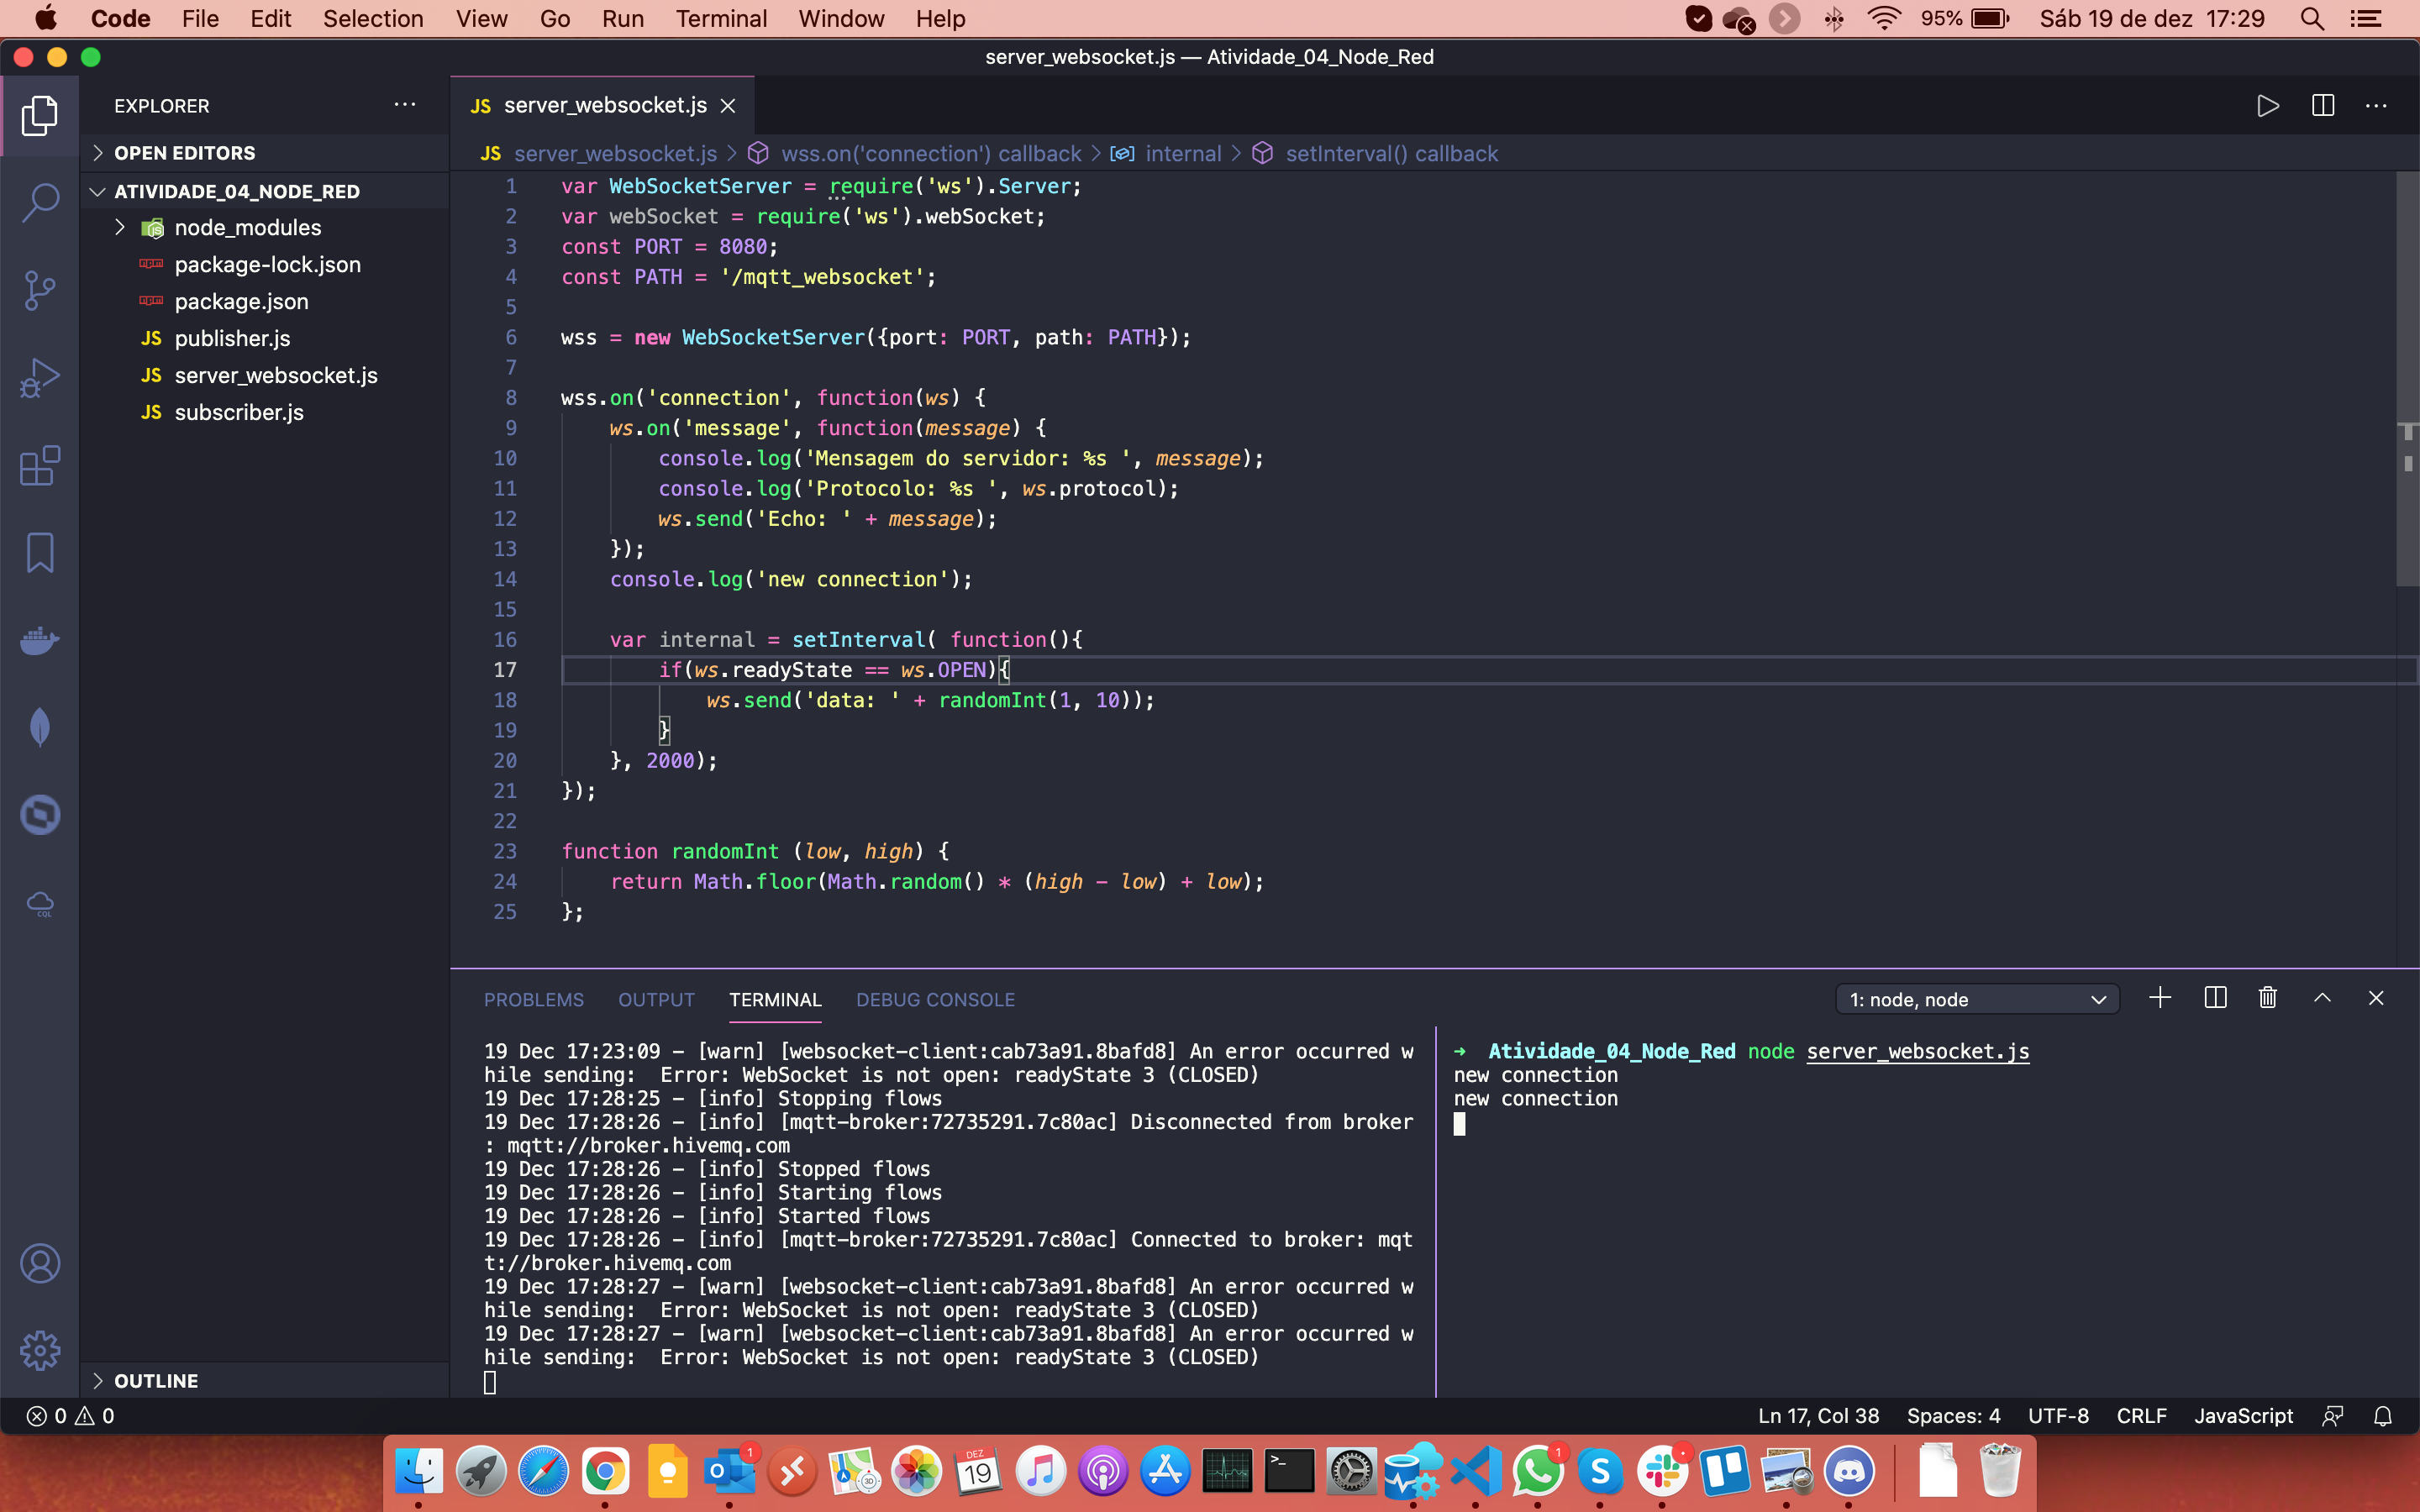 Code File Edit Selection View Go Run Terminal Window Help 95% Sáb 19 de dez 17:29
server_websocket.js — Atividade_04_Node_Red
EXPLORER
OPEN EDITORS
ATIVIDADE_04_NODE_RED
node_modules
package-lock.json
package.json
JS publisher.js
JS server_websocket.js
JS subscriber.js
OUTLINE
JS server_websocket.js
JS server_websocket.js > wss.on('connection') callback > internal > setInterval() callback
1 var WebSocketServer = require('ws').Server;
2 var webSocket = require('ws').webSocket;
3 const PORT = 8080;
4 const PATH = '/mqtt_websocket';
5
6 wss = new WebSocketServer({port: PORT, path: PATH});
7
8 wss.on('connection', function(ws) {
9 ws.on('message', function(message) {
10 console.log('Mensagem do servidor: %s ', message);
11 console.log('Protocolo: %s ', ws.protocol);
12 ws.send('Echo: ' + message);
13 });
14 console.log('new connection');
15
16 var internal = setInterval( function(){
17 if(ws.readyState == ws.OPEN){
18 ws.send('data: ' + randomInt(1, 10));
19 }
20 }, 2000);
21 });
22
23 function randomInt (low, high) {
24 return Math.floor(Math.random() * (high - low) + low);
25 };
PROBLEMS OUTPUT TERMINAL DEBUG CONSOLE 1: node, node
19 Dec 17:23:09 - [warn] [websocket-client:cab73a91.8bafd8] An error occurred w
hile sending:  Error: WebSocket is not open: readyState 3 (CLOSED)
19 Dec 17:28:25 - [info] Stopping flows
19 Dec 17:28:26 - [info] [mqtt-broker:72735291.7c80ac] Disconnected from broker
: mqtt://broker.hivemq.com
19 Dec 17:28:26 - [info] Stopped flows
19 Dec 17:28:26 - [info] Starting flows
19 Dec 17:28:26 - [info] Started flows
19 Dec 17:28:26 - [info] [mqtt-broker:72735291.7c80ac] Connected to broker: mqt
t://broker.hivemq.com
19 Dec 17:28:27 - [warn] [websocket-client:cab73a91.8bafd8] An error occurred w
hile sending:  Error: WebSocket is not open: readyState 3 (CLOSED)
19 Dec 17:28:27 - [warn] [websocket-client:cab73a91.8bafd8] An error occurred w
hile sending:  Error: WebSocket is not open: readyState 3 (CLOSED)
➜ Atividade_04_Node_Red node server_websocket.js
new connection
new connection
0 0 Ln 17, Col 38 Spaces: 4 UTF-8 CRLF JavaScript
CQL
1
3D
DEZ
19
1